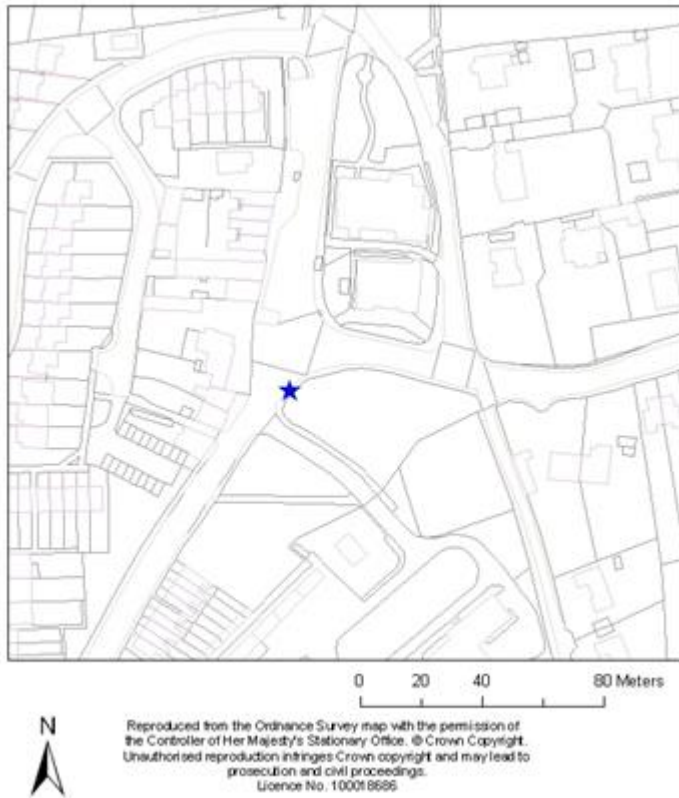 0 20 40 80 Meters
N
Reproduced from the Ordnance Survey map with the permission of
the Controller of Her Majesty's Stationary Office. © Crown Copyright.
Unauthorised reproduction infringes Crown copyright and may lead to
prosecution and civil proceedings.
Licence No. 100018686